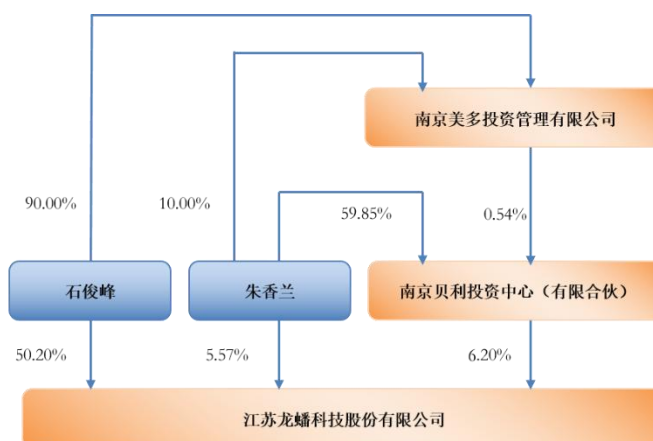 南京美多投资管理有限公司
90.00%
10.00%
59.85%
0.54%
石俊峰
朱香兰
南京贝利投资中心（有限合伙）
50.20%
5.57%
6.20%
江苏龙蟠科技股份有限公司